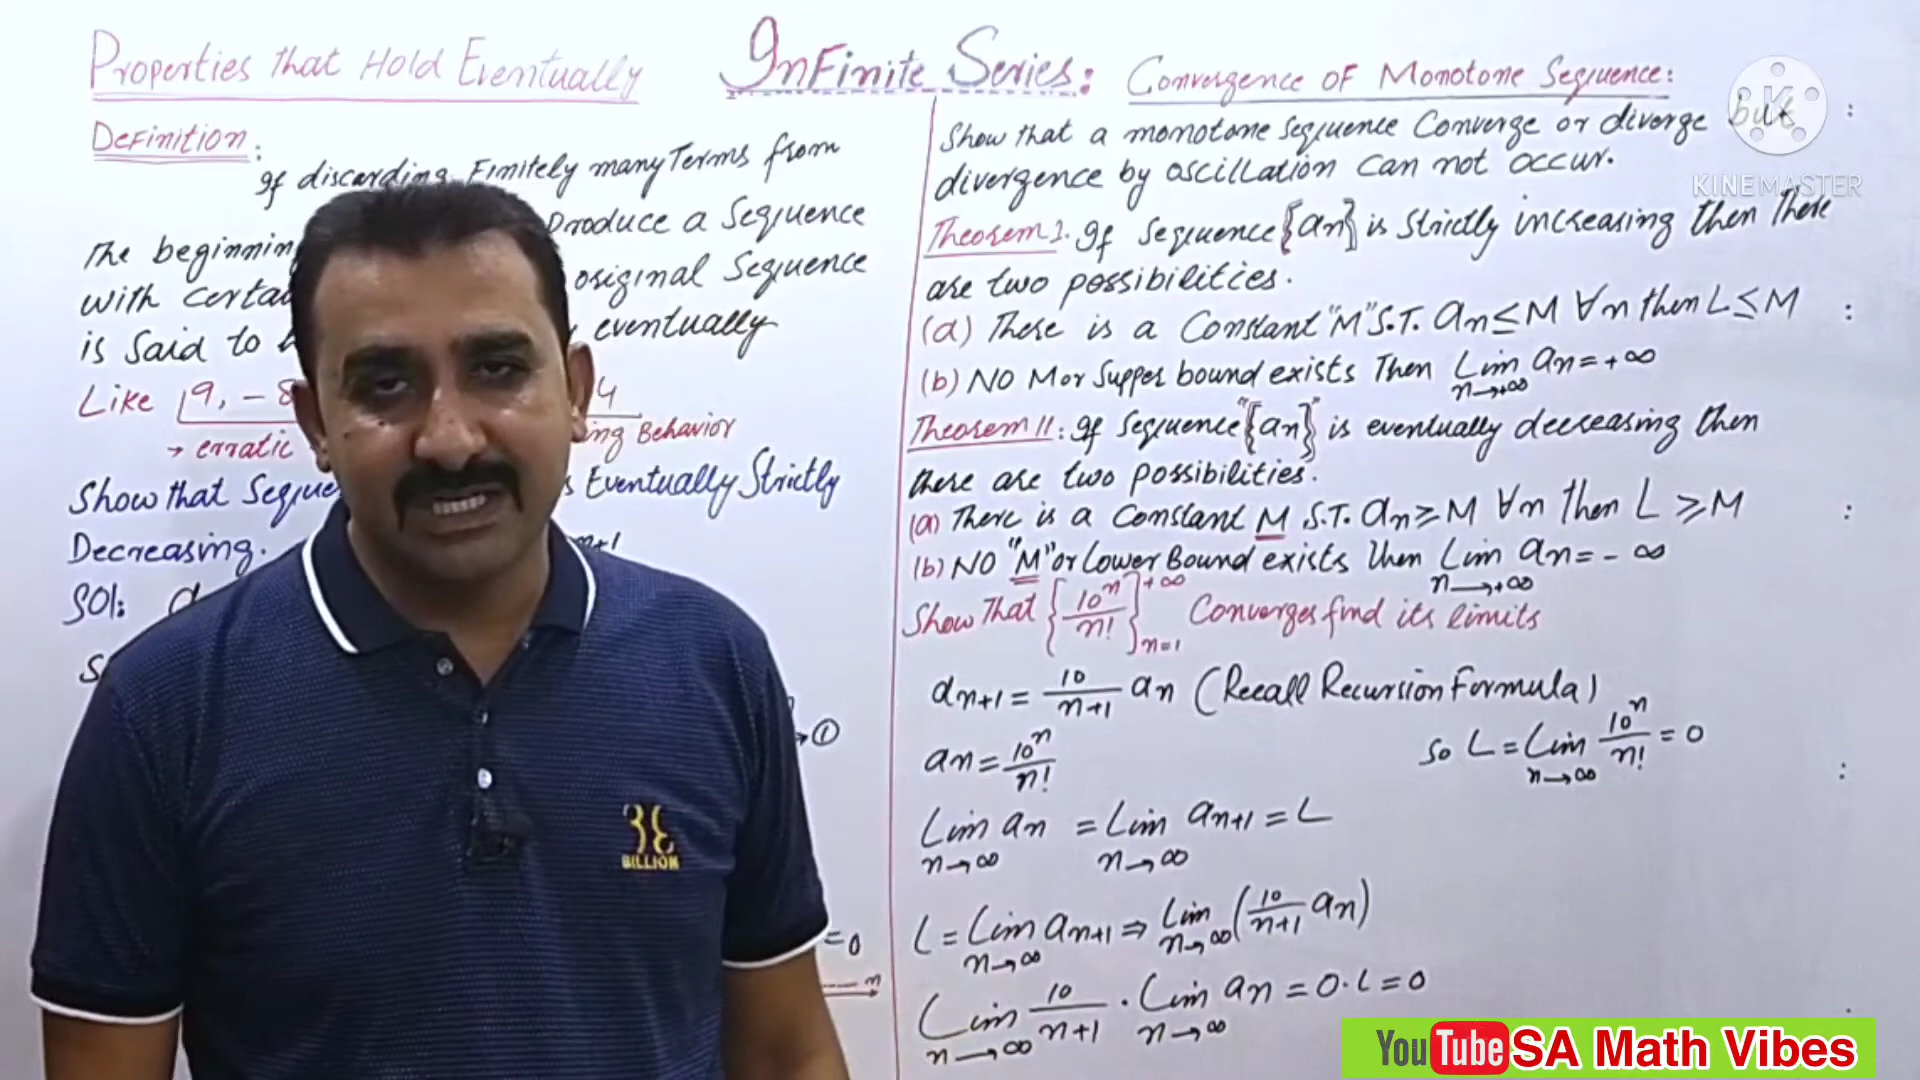 Properties that Hold Eventually
Infinite Series:
Definition:
If discarding Finitely many Terms from
The beginning produce a Sequence
with certa original Sequence
is Said to eventually
Like 9, -8 4
→ erratic ing Behavior
Show that Seque s Eventually Strictly
Decreasing. n+1
SOl: a
S
→ ①
= 0
n
Convergence of Monotone Sequence:
Show that a monotone sequence Converge or diverge but :
divergence by oscillation can not occur.
Theorem I. If Sequence {an} is Strictly increasing then there
are two possibilities.
(a) There is a Constant "M" S.T. an ≤ M ∀n then L ≤ M :
(b) NO M or Supper bound exists Then Lim n→+∞ an = +∞
Theorem II: If Sequence "{an}" is eventually decreasing then
there are two possibilities.
(a) There is a Constant M S.T. an ≥ M ∀n then L ≥ M :
(b) NO "M" or Lower Bound exists then Lim n→+∞ an = -∞
Show That {10^n/n!}^+∞ n=1 Converges find its limits
an+1 = 10/n+1 an (Recall Recursion Formula)
an = 10^n/n! So L = Lim n→∞ 10^n/n! = 0 :
Lim n→∞ an = Lim n→∞ an+1 = L
L = Lim n→∞ an+1 ⇒ Lim n→∞ (10/n+1 an)
Lim n→∞ 10/n+1 . Lim n→∞ an = 0.L = 0
K
KINEMASTER
BILLION
YouTube SA Math Vibes